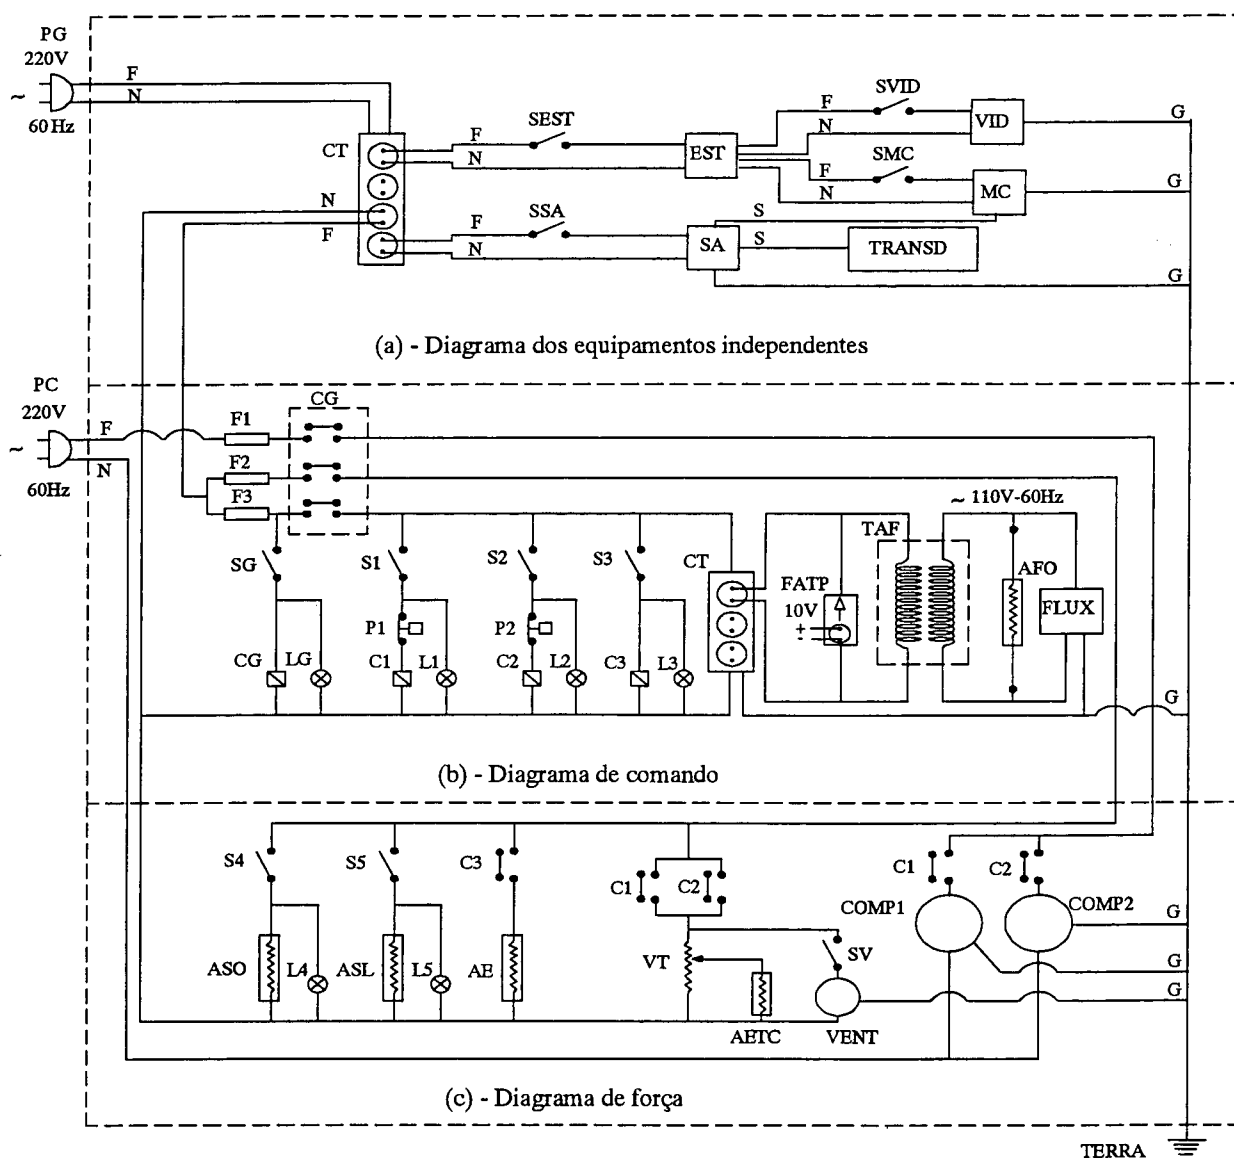 PG
220V
~
60 Hz
F
N
CT
F
N
SEST
EST
F
N
SVID
VID
G
F
N
SMC
MC
G
N
F
F
N
SSA
SA
S
S
TRANSD
G
(a) - Diagrama dos equipamentos independentes
PC
220V
~
60Hz
F
N
F1
F2
F3
CG
SG
S1
S2
S3
CT
FATP
10V
+
-
TAF
~ 110V-60Hz
AFO
FLUX
P1
P2
CG
LG
C1
L1
C2
L2
C3
L3
G
(b) - Diagrama de comando
S4
S5
C3
C1
C2
C1
C2
COMP1
COMP2
G
ASO
L4
ASL
L5
AE
VT
SV
G
G
AETC
VENT
(c) - Diagrama de força
TERRA